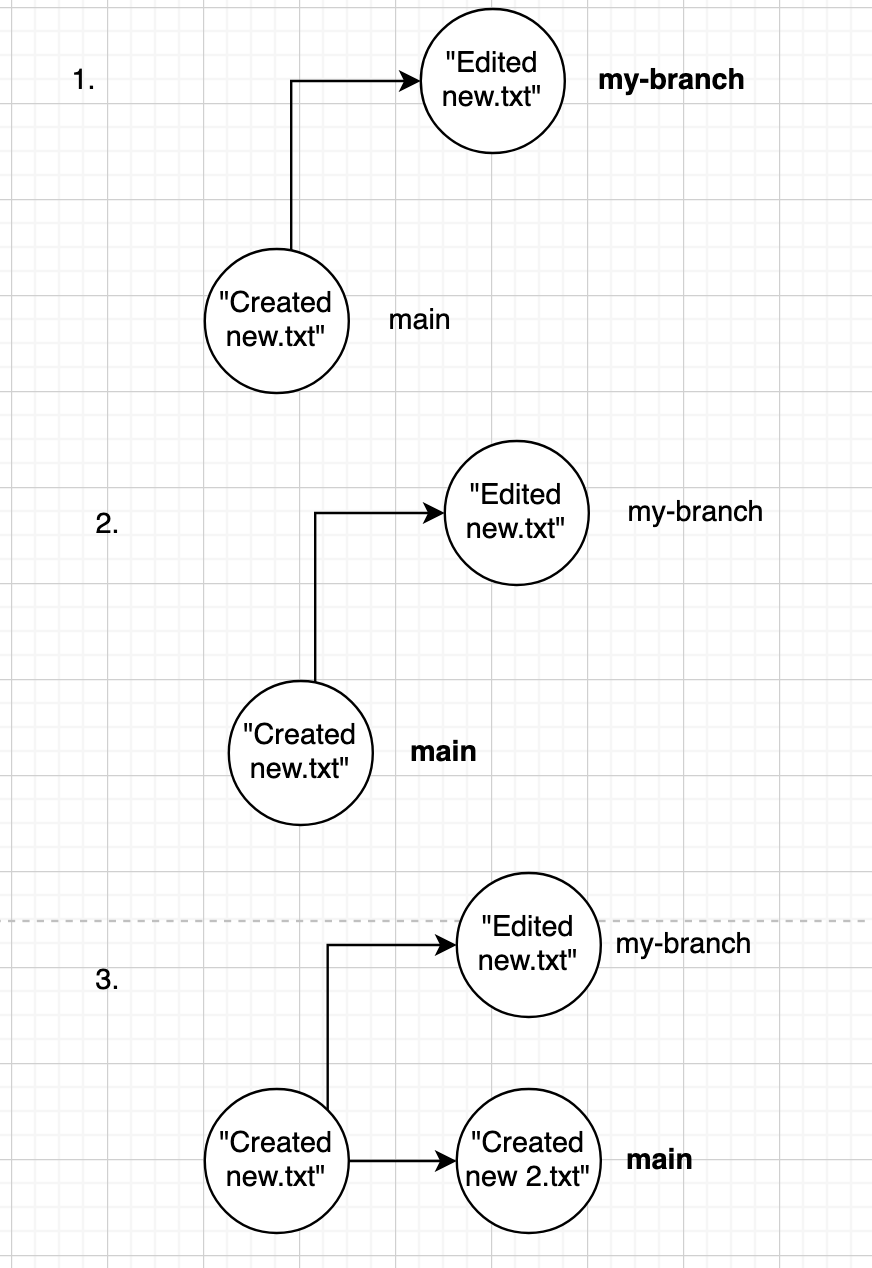 1.
"Edited
new.txt"
my-branch
"Created
new.txt"
main
2.
"Edited
new.txt"
my-branch
"Created
new.txt"
main
3.
"Edited
new.txt"
my-branch
"Created
new.txt"
"Created
new 2.txt"
main